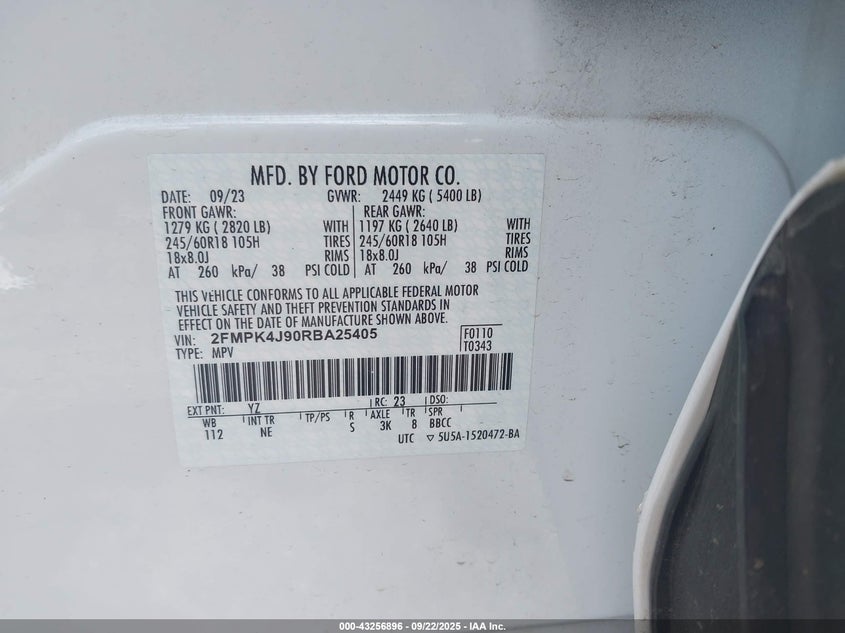 MFD. BY FORD MOTOR CO.
DATE: 09/23 GVWR: 2449 KG ( 5400 LB)
FRONT GAWR: REAR GAWR:
1279 KG ( 2820 LB) WITH 1197 KG ( 2640 LB) WITH
245/60R18 105H TIRES 245/60R18 105H TIRES
18x8.0J RIMS 18x8.0J RIMS
AT 260 kPa/ 38 PSI COLD AT 260 kPa/ 38 PSI COLD
THIS VEHICLE CONFORMS TO ALL APPLICABLE FEDERAL MOTOR
VEHICLE SAFETY AND THEFT PREVENTION STANDARDS IN
EFFECT ON THE DATE OF MANUFACTURE SHOWN ABOVE.
VIN: 2FMPK4J90RBA25405 F0110
TYPE: MPV T0343
EXT PNT: YZ RC: 23 DSO:
WB INT TR TP/PS R AXLE TR SPR
112 NE S 3K 8 BBCC
UTC ▽ 5U5A-1520472-BA
000-43256896 - 09/22/2025 - IAA Inc.